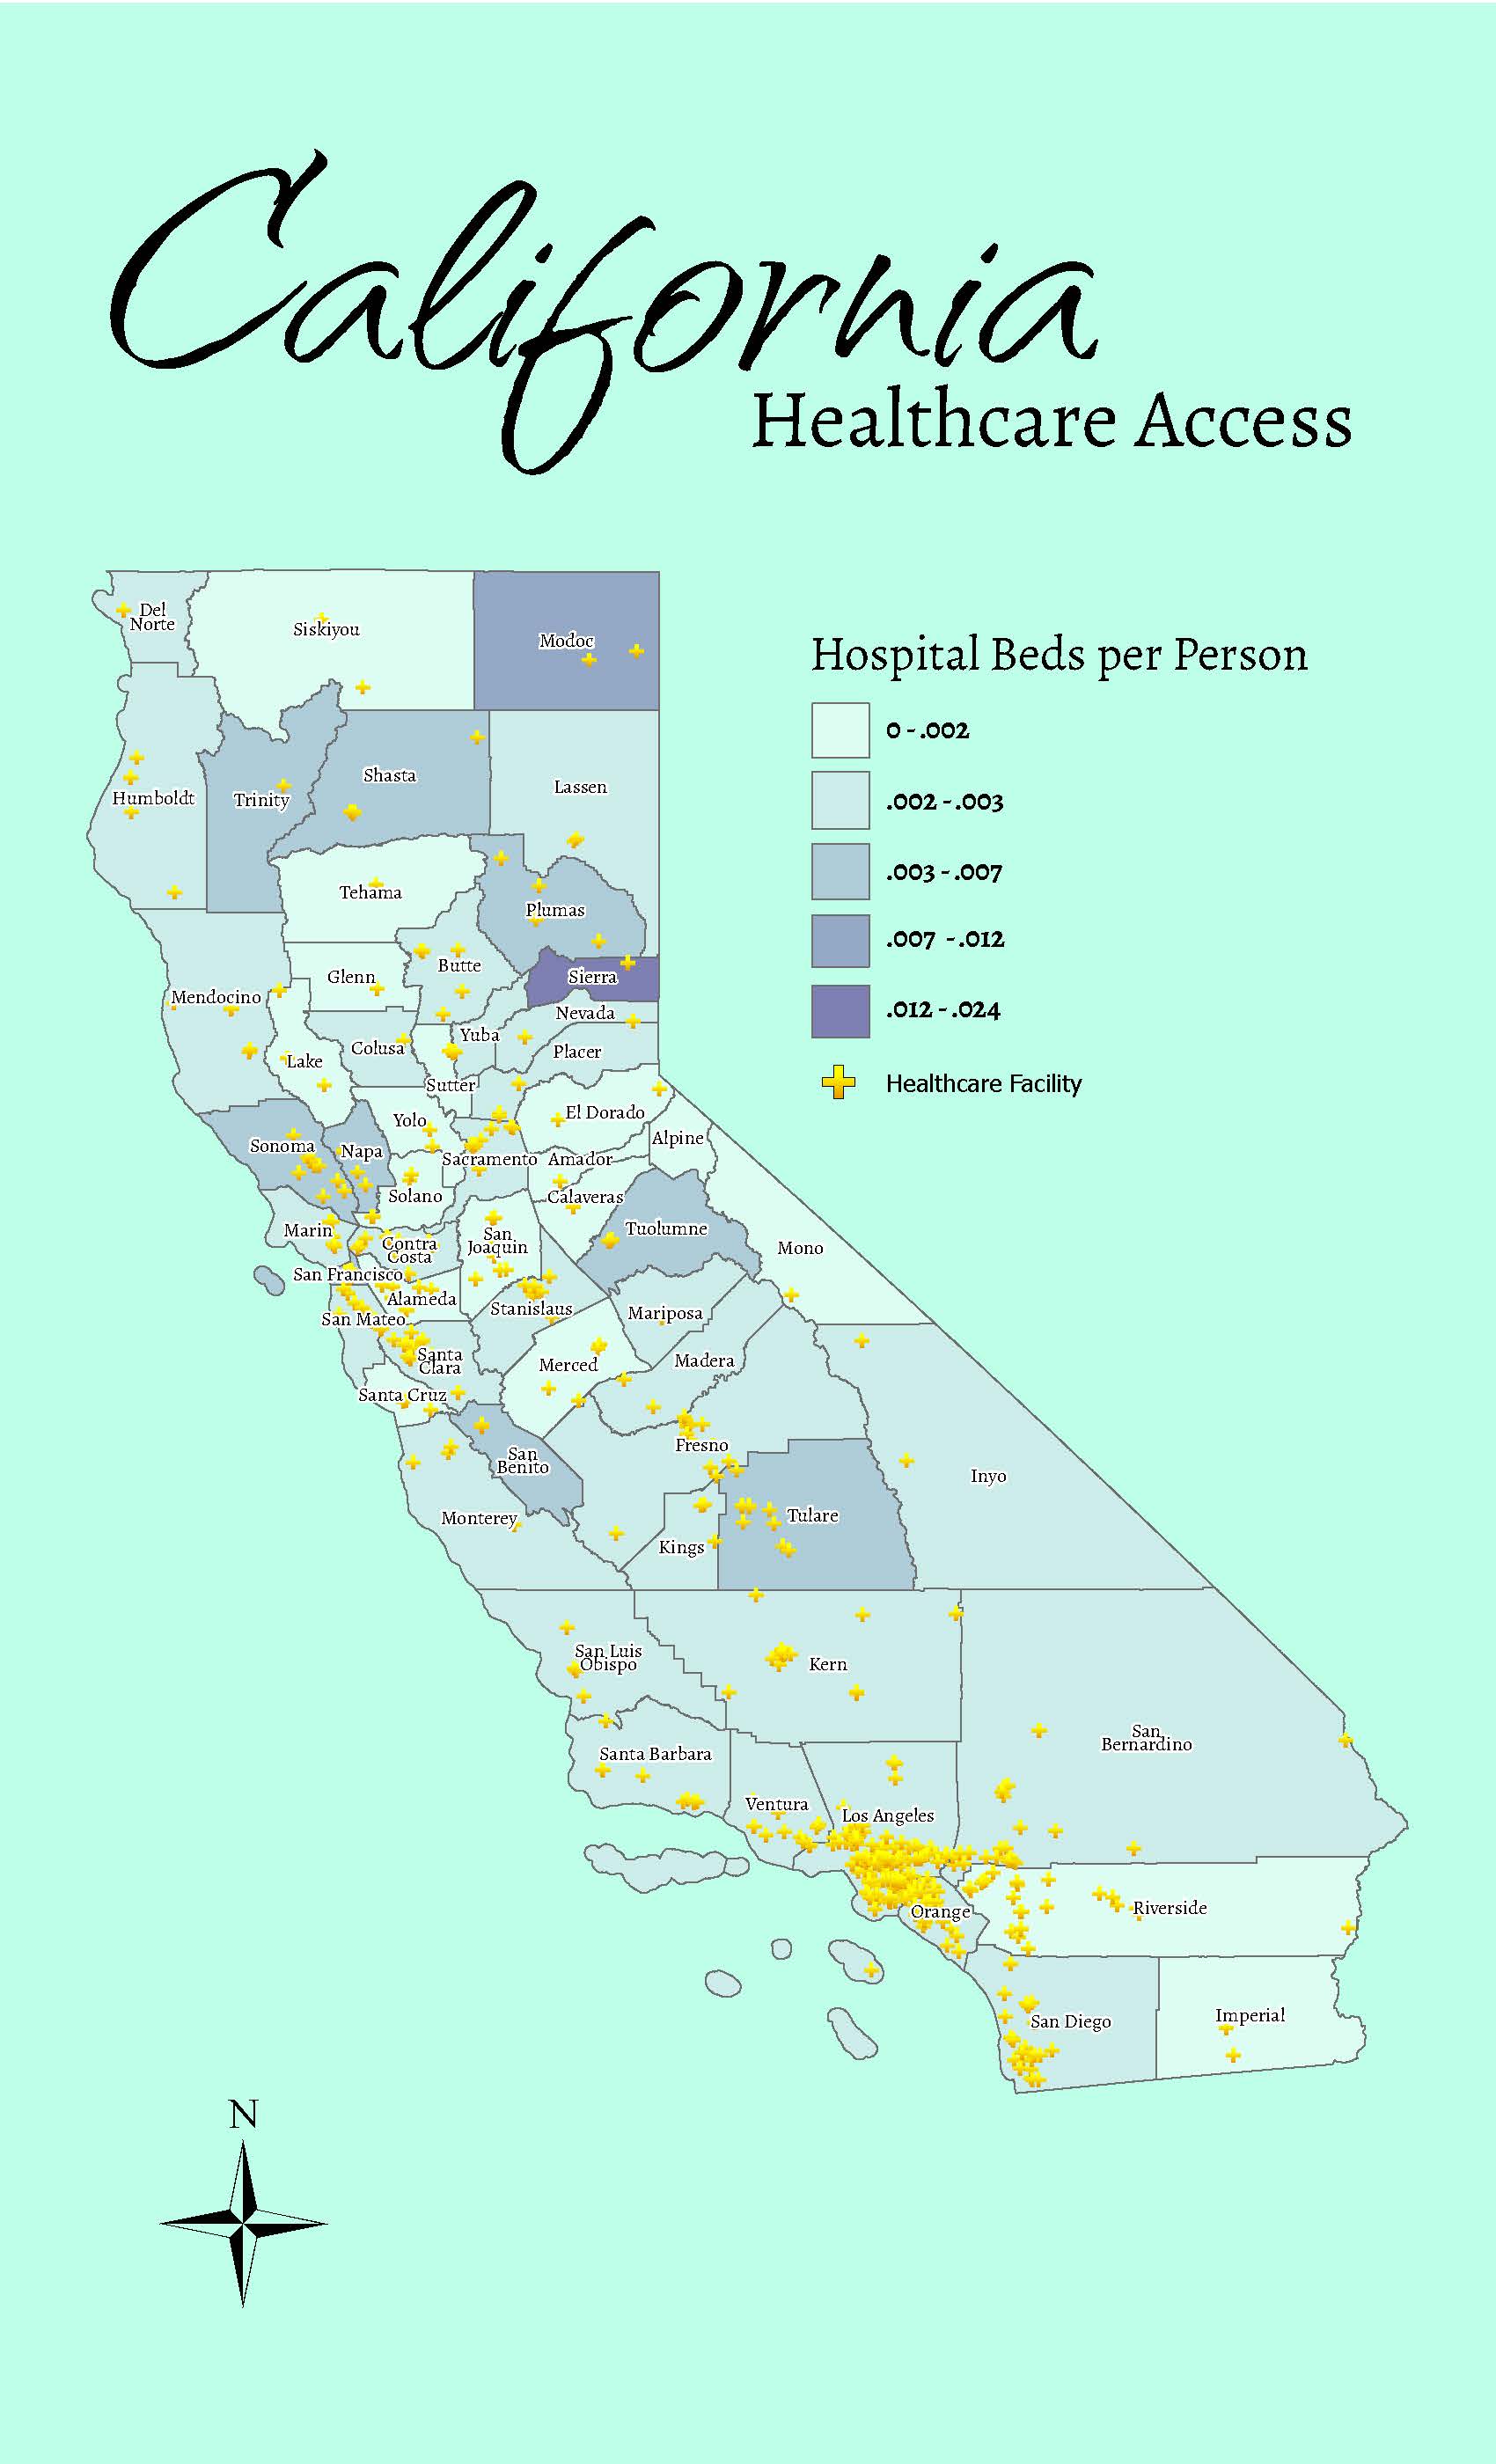 California
Healthcare Access
Hospital Beds per Person
0 - .002
.002 - .003
.003 - .007
.007 - .012
.012 - .024
Healthcare Facility
Del
Norte
Siskiyou
Modoc
Humboldt
Trinity
Shasta
Lassen
Tehama
Plumas
Butte
Glenn
Sierra
Mendocino
Nevada
Yuba
Colusa
Placer
Lake
Sutter
El Dorado
Yolo
Alpine
Sonoma
Napa
Sacramento
Amador
Solano
Calaveras
Marin
Tuolumne
San
Joaquin
Contra
Costa
Mono
San Francisco
Alameda
Stanislaus
Mariposa
San Mateo
Santa
Clara
Merced
Madera
Santa Cruz
Fresno
San
Benito
Inyo
Monterey
Tulare
Kings
San Luis
Obispo
Kern
San
Bernardino
Santa Barbara
Ventura
Los Angeles
Orange
Riverside
San Diego
Imperial
N